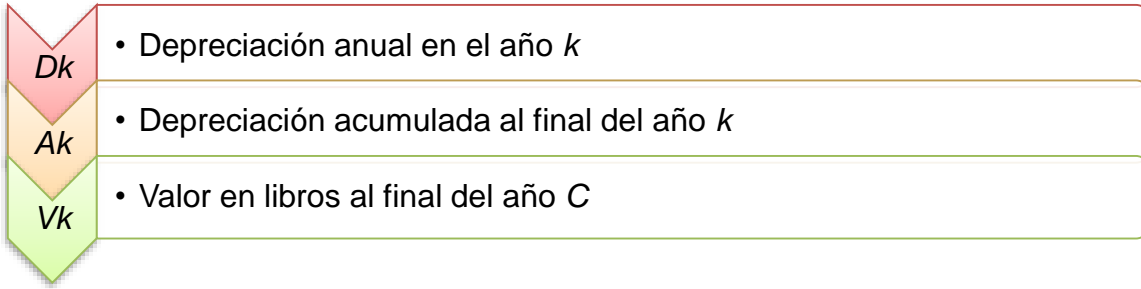 Dk
• Depreciación anual en el año k
Ak
• Depreciación acumulada al final del año k
Vk
• Valor en libros al final del año C